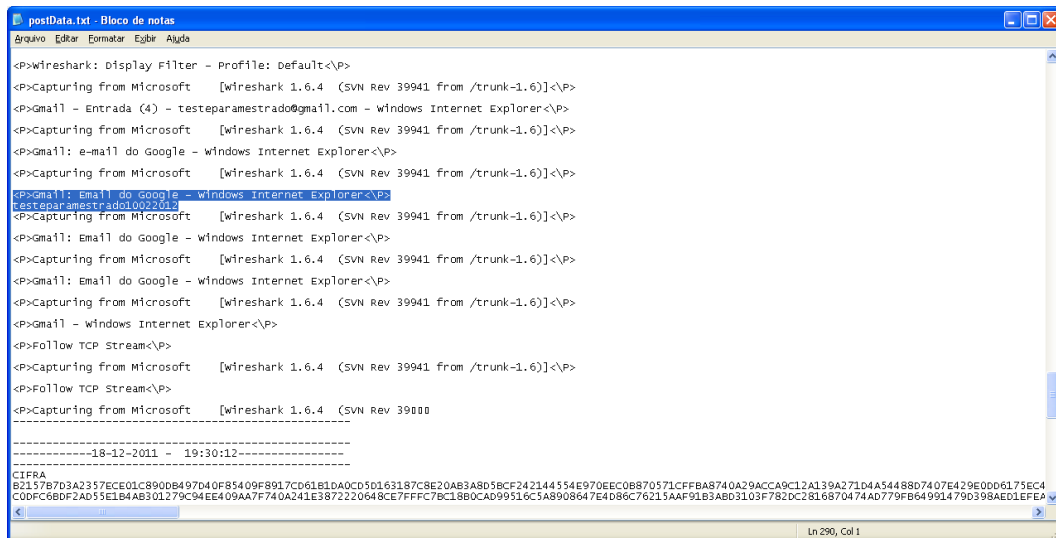 postData.txt - Bloco de notas
Arquivo Editar Formatar Exibir Ajuda
<P>Wireshark: Display Filter - Profile: Default<\P>
<P>Capturing from Microsoft    [Wireshark 1.6.4  (SVN Rev 39941 from /trunk-1.6)]<\P>
<P>Gmail - Entrada (4) - testeparamestrado@gmail.com - Windows Internet Explorer<\P>
<P>Capturing from Microsoft    [Wireshark 1.6.4  (SVN Rev 39941 from /trunk-1.6)]<\P>
<P>Gmail: e-mail do Google - Windows Internet Explorer<\P>
<P>Capturing from Microsoft    [Wireshark 1.6.4  (SVN Rev 39941 from /trunk-1.6)]<\P>
<P>Gmail: Email do Google - Windows Internet Explorer<\P>
testeparamestrado10022012
<P>Capturing from Microsoft    [Wireshark 1.6.4  (SVN Rev 39941 from /trunk-1.6)]<\P>
<P>Gmail: Email do Google - Windows Internet Explorer<\P>
<P>Capturing from Microsoft    [Wireshark 1.6.4  (SVN Rev 39941 from /trunk-1.6)]<\P>
<P>Gmail: Email do Google - Windows Internet Explorer<\P>
<P>Capturing from Microsoft    [Wireshark 1.6.4  (SVN Rev 39941 from /trunk-1.6)]<\P>
<P>Gmail - Windows Internet Explorer<\P>
<P>Follow TCP Stream<\P>
<P>Capturing from Microsoft    [Wireshark 1.6.4  (SVN Rev 39941 from /trunk-1.6)]<\P>
<P>Follow TCP Stream<\P>
<P>Capturing from Microsoft    [Wireshark 1.6.4  (SVN Rev 39▯▯▯
---------------------------------------------------
---------------------------------------------------
------------18-12-2011 -  19:30:12----------------
---------------------------------------------------
CIFRA
B2157B7D3A2357ECE01C890DB497D40F85409F8917CD61B1DA0CD5D163187C8E20AB3A8D5BCF242144554E970EEC0B870571CFFBA8740A29ACCA9C12A139A271D4A54488D7407E429E0DD6175EC4
C0DFC6BDF2AD55E1B4AB301279C94EE409AA7F740A241E3872220648CE7FFFC7BC18B0CAD99516C5A8908647E4D86C76215AAF91B3ABD3103F782DC2816870474AD779FB64991479D398AED1EFEA
Ln 290, Col 1